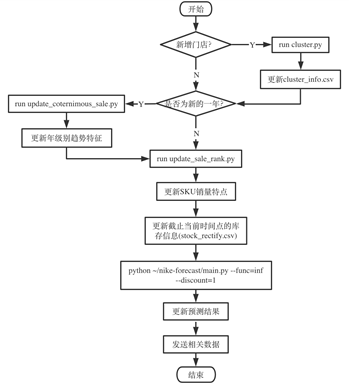 开始
新增门店?
Y
run cluster.py
N
更新cluster_info.csv
run update_coternimous_sale.py
Y
是否为新的一年?
更新年级别趋势特征
N
run update_sale_rank.py
更新SKU销量特点
更新截止当前时间点的库
存信息(stock_rectify.csv)
python ~/nike-forecast/main.py --func=inf
--discount=1
更新预测结果
发送相关数据
结束